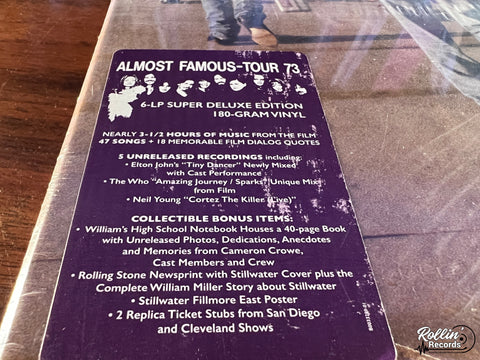 ALMOST FAMOUS-TOUR 73
6-LP SUPER DELUXE EDITION
180-GRAM VINYL
NEARLY 3-1/2 HOURS OF MUSIC FROM THE FILM
47 SONGS + 18 MEMORABLE FILM DIALOG QUOTES
5 UNRELEASED RECORDINGS including:
• Elton John's "Tiny Dancer" Newly Mixed
with Cast Performance
• The Who "Amazing Journey / Sparks" Unique Mix
from Film
• Neil Young "Cortez The Killer (Live)"
COLLECTIBLE BONUS ITEMS:
• William's High School Notebook Houses a 40-page Book
with Unreleased Photos, Dedications, Anecdotes
and Memories from Cameron Crowe,
Cast Members and Crew
• Rolling Stone Newsprint with Stillwater Cover plus the
Complete William Miller Story about Stillwater
• Stillwater Fillmore East Poster
• 2 Replica Ticket Stubs from San Diego
and Cleveland Shows
Rollin'
Records